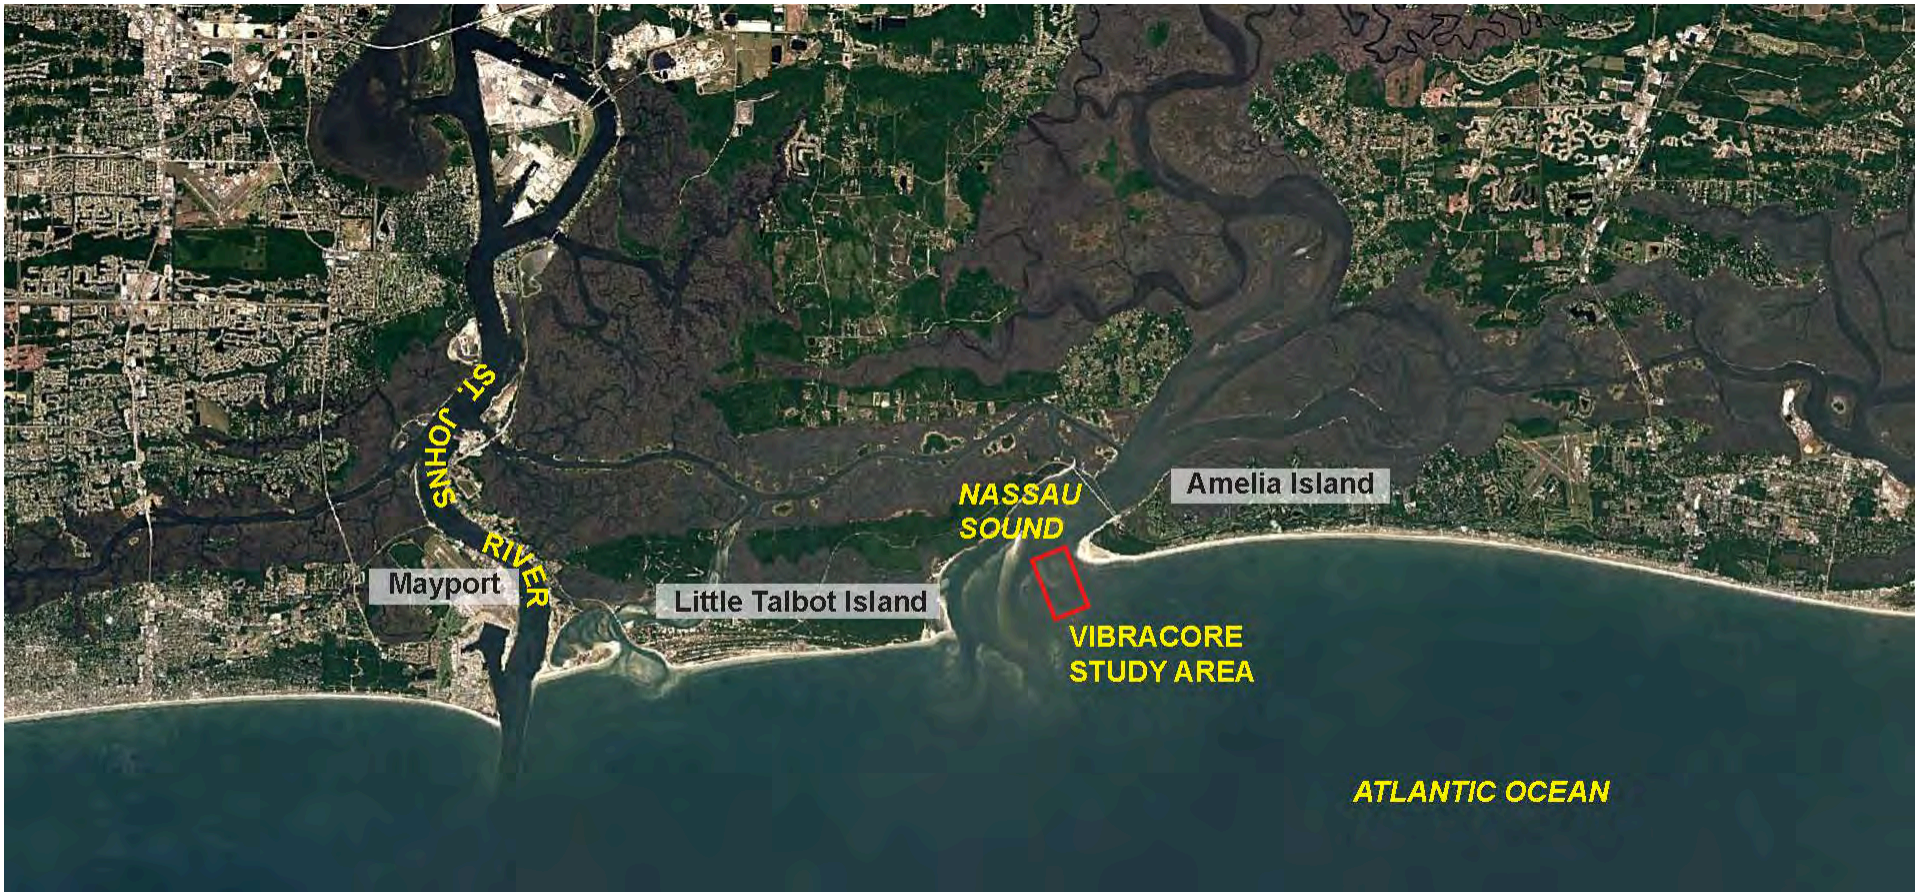 ST. JOHNS
RIVER
NASSAU
SOUND
Amelia Island
Mayport
Little Talbot Island
VIBRACORE
STUDY AREA
ATLANTIC OCEAN